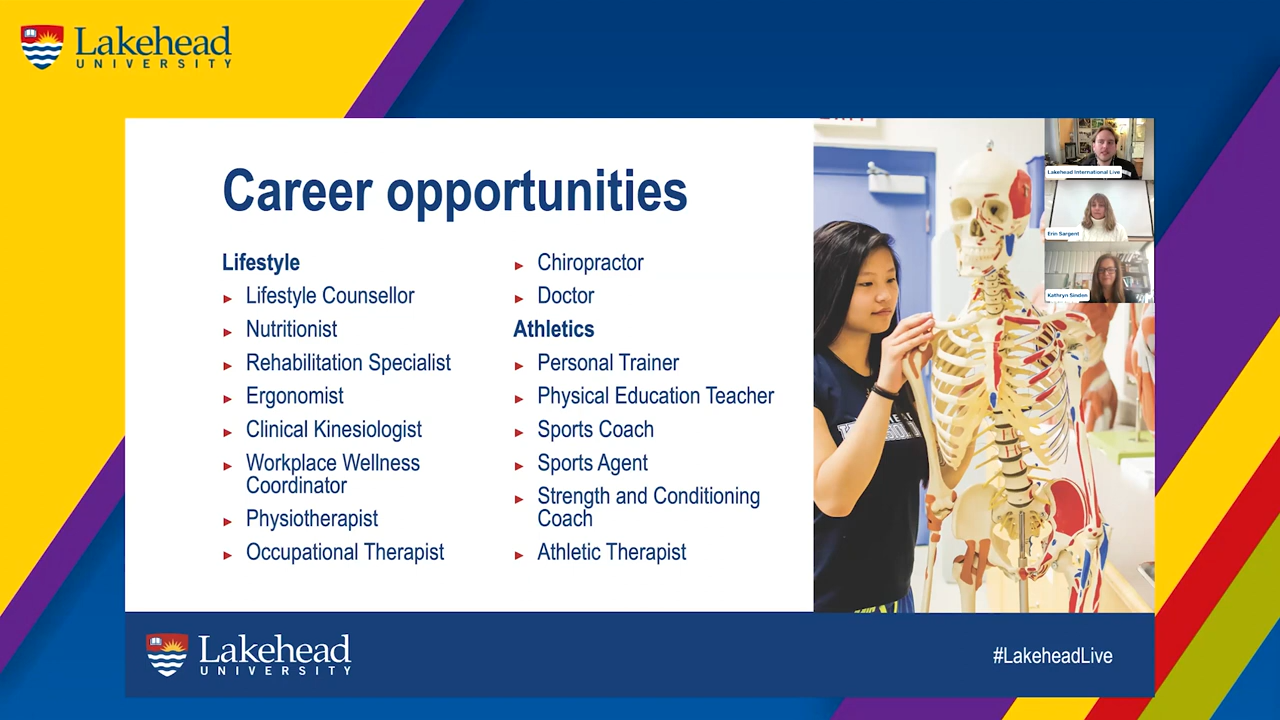 Lakehead
UNIVERSITY
Career opportunities
Lifestyle
► Lifestyle Counsellor
► Nutritionist
► Rehabilitation Specialist
► Ergonomist
► Clinical Kinesiologist
► Workplace Wellness
Coordinator
► Physiotherapist
► Occupational Therapist
► Chiropractor
► Doctor
Athletics
► Personal Trainer
► Physical Education Teacher
► Sports Coach
► Sports Agent
► Strength and Conditioning
Coach
► Athletic Therapist
Lakehead International Live
Erin Sargent
Kathryn Sinden
Lakehead
UNIVERSITY
#LakeheadLive